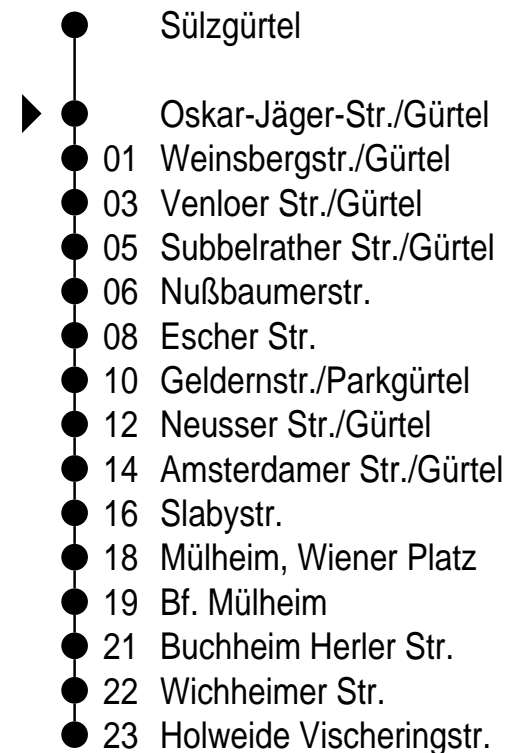 Sülzgürtel
Oskar-Jäger-Str./Gürtel
01 Weinsbergstr./Gürtel
03 Venloer Str./Gürtel
05 Subbelrather Str./Gürtel
06 Nußbaumerstr.
08 Escher Str.
10 Geldernstr./Parkgürtel
12 Neusser Str./Gürtel
14 Amsterdamer Str./Gürtel
16 Slabystr.
18 Mülheim, Wiener Platz
19 Bf. Mülheim
21 Buchheim Herler Str.
22 Wichheimer Str.
23 Holweide Vischeringstr.